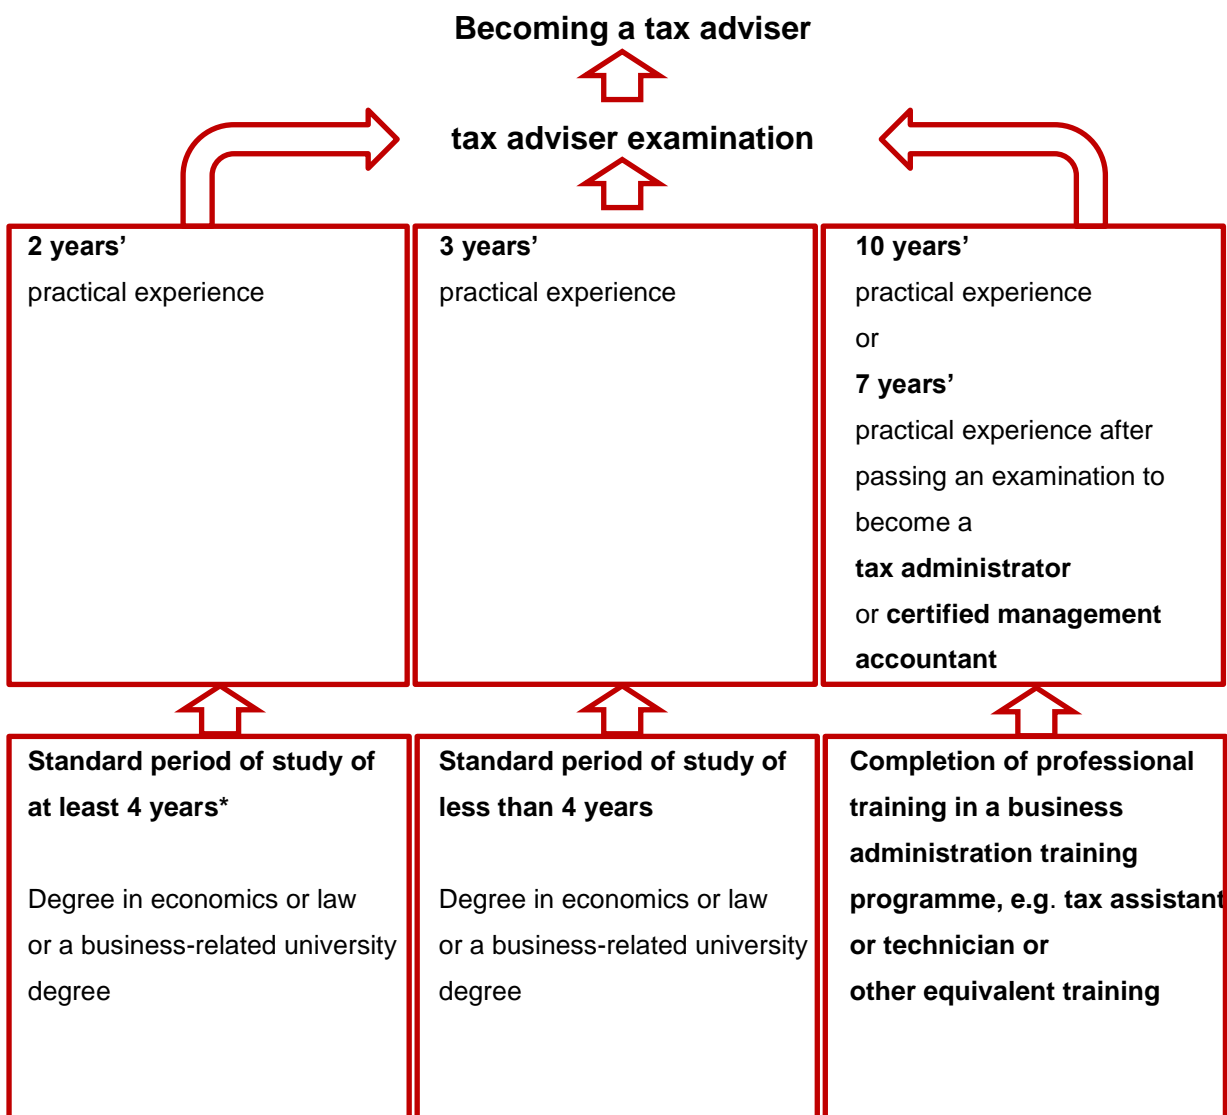 Becoming a tax adviser
tax adviser examination
2 years’
practical experience
3 years’
practical experience
10 years’
practical experience
or
7 years’
practical experience after
passing an examination to
become a
tax administrator
or certified management
accountant
Standard period of study of
at least 4 years*
Degree in economics or law
or a business-related university
degree
Standard period of study of
less than 4 years
Degree in economics or law
or a business-related university
degree
Completion of professional
training in a business
administration training
programme, e.g. tax assistant
or technician or
other equivalent training